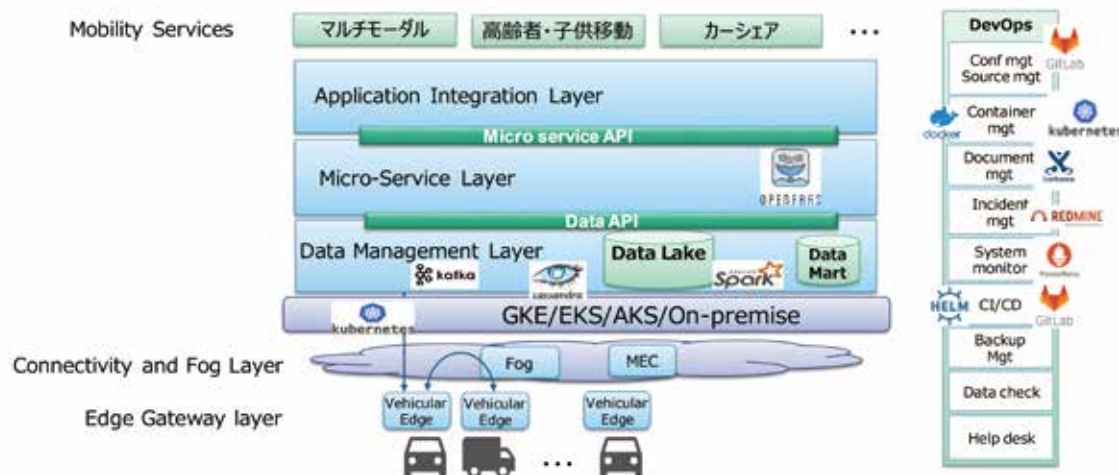 Mobility Services
マルチモーダル
高齢者・子供移動
カーシェア
...
Application Integration Layer
Micro service API
Micro-Service Layer
OPENFAAS
Data API
Data Management Layer
Data Lake
Data
Mart
kafka
cassandra
Spark
kubernetes
GKE/EKS/AKS/On-premise
Connectivity and Fog Layer
Fog
MEC
Edge Gateway layer
Vehicular
Edge
Vehicular
Edge
Vehicular
Edge
...
DevOps
Conf mgt
Source mgt
GitLab
docker
Container
mgt
kubernetes
Document
mgt
Incident
mgt
REDMINE
System
monitor
HELM
CI/CD
GitLab
Backup
Mgt
Data check
Help desk